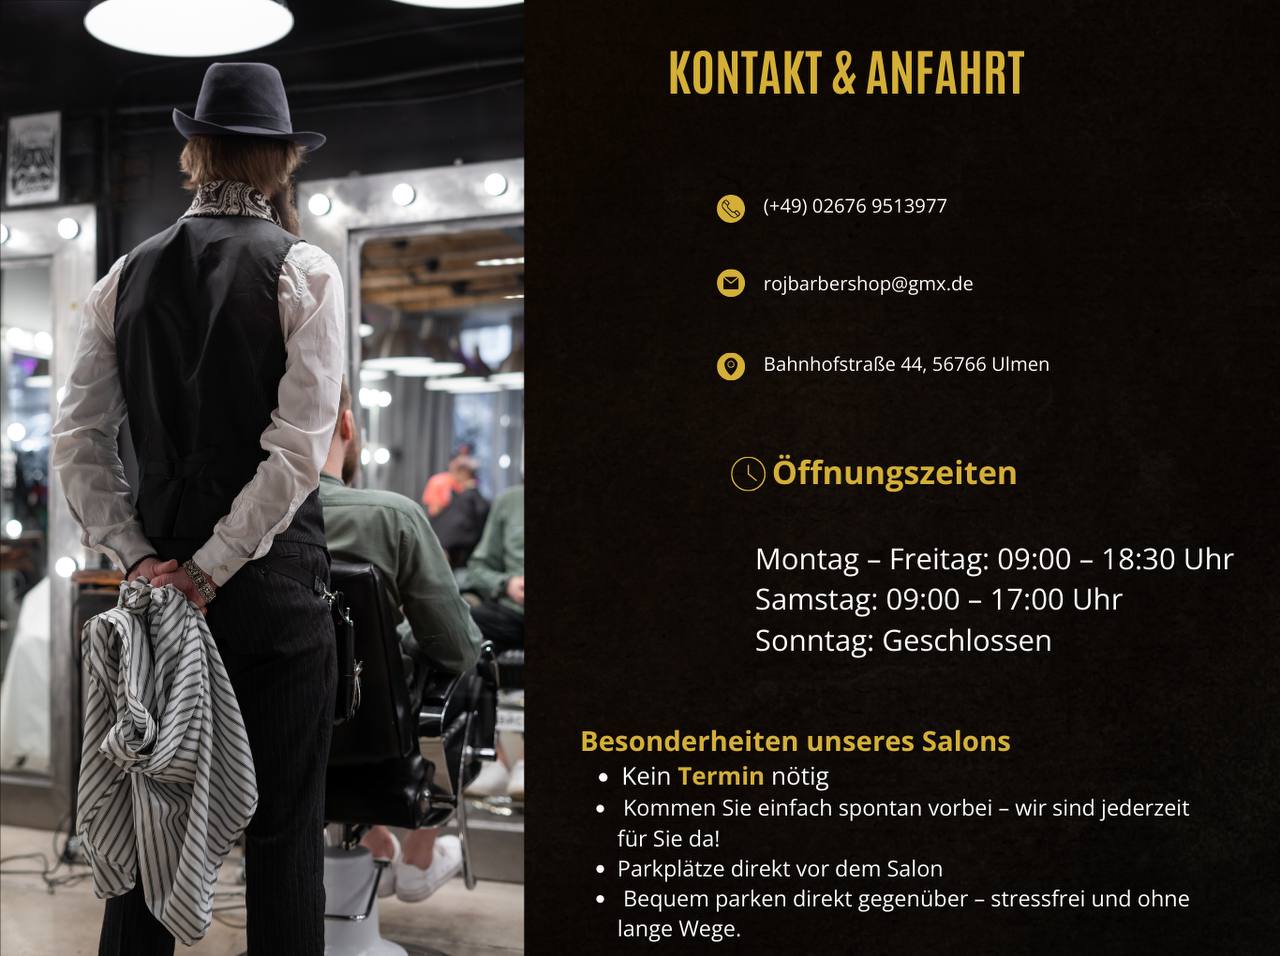 KONTAKT & ANFAHRT
(+49) 02676 9513977
rojbarbershop@gmx.de
Bahnhofstraße 44, 56766 Ulmen
Öffnungszeiten
Montag – Freitag: 09:00 – 18:30 Uhr
Samstag: 09:00 – 17:00 Uhr
Sonntag: Geschlossen
Besonderheiten unseres Salons
• Kein Termin nötig
• Kommen Sie einfach spontan vorbei – wir sind jederzeit
für Sie da!
• Parkplätze direkt vor dem Salon
• Bequem parken direkt gegenüber – stressfrei und ohne
lange Wege.